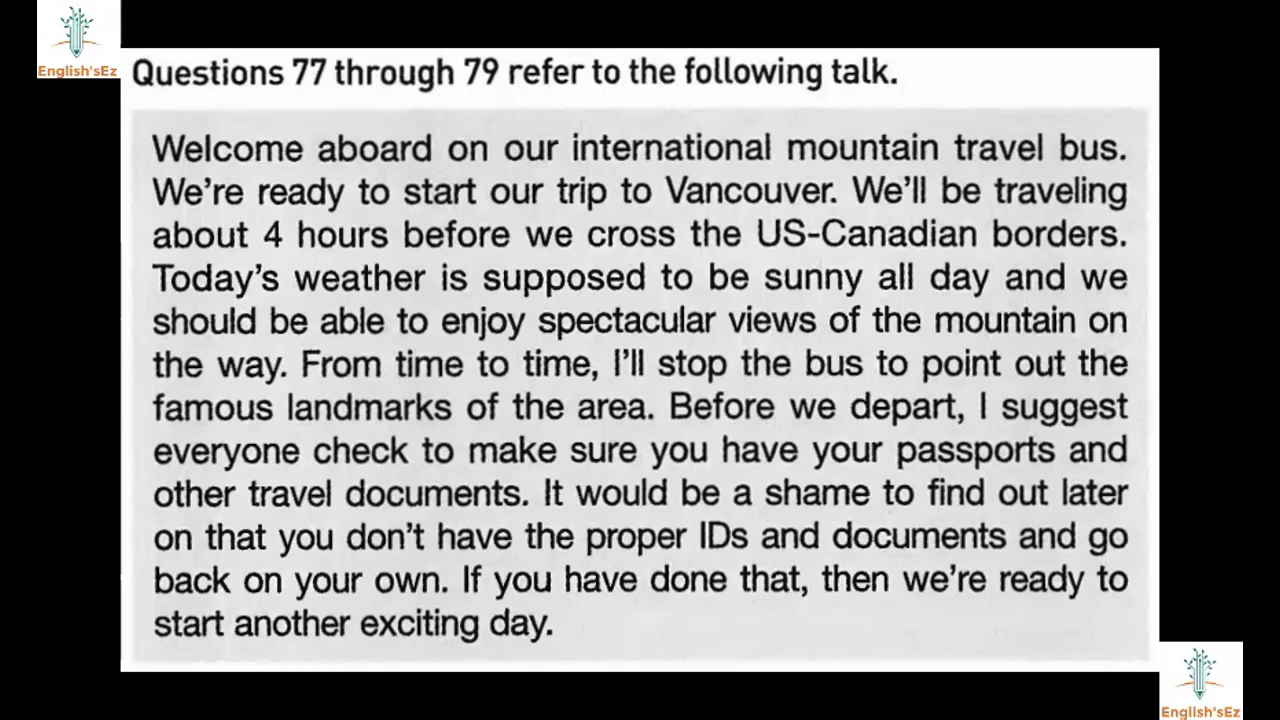 English'sEz
Questions 77 through 79 refer to the following talk.
Welcome aboard on our international mountain travel bus.
We're ready to start our trip to Vancouver. We'll be traveling
about 4 hours before we cross the US-Canadian borders.
Today's weather is supposed to be sunny all day and we
should be able to enjoy spectacular views of the mountain on
the way. From time to time, I'll stop the bus to point out the
famous landmarks of the area. Before we depart, I suggest
everyone check to make sure you have your passports and
other travel documents. It would be a shame to find out later
on that you don't have the proper IDs and documents and go
back on your own. If you have done that, then we're ready to
start another exciting day.
English'sEz